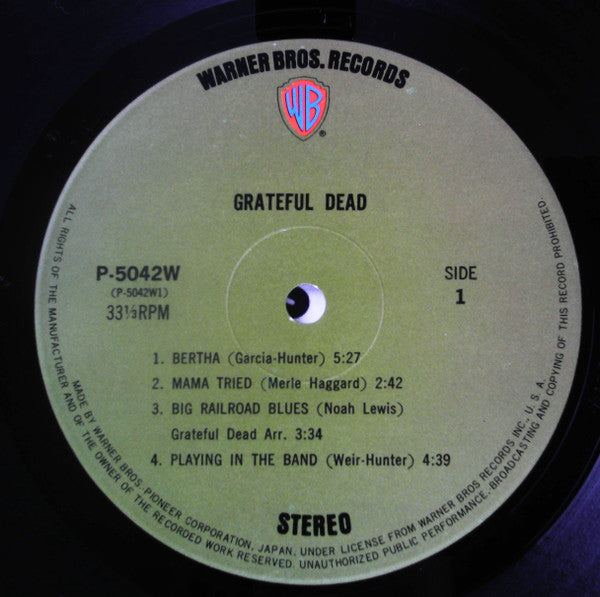 WARNER BROS. RECORDS
WB
®
GRATEFUL DEAD
P-5042W
(P-5042W1)
33⅓RPM
SIDE
1
1. BERTHA (Garcia-Hunter) 5:27
2. MAMA TRIED (Merle Haggard) 2:42
3. BIG RAILROAD BLUES (Noah Lewis)
Grateful Dead Arr. 3:34
4. PLAYING IN THE BAND (Weir-Hunter) 4:39
STEREO
ALL RIGHTS OF THE MANUFACTURER AND OF THE OWNER OF THE RECORDED WORK RESERVED. UNAUTHORIZED PUBLIC PERFORMANCE, BROADCASTING AND COPYING OF THIS RECORD PROHIBITED.
MADE BY WARNER BROS. PIONEER CORPORATION, JAPAN, UNDER LICENSE FROM WARNER BROS RECORDS INC., U. S. A.